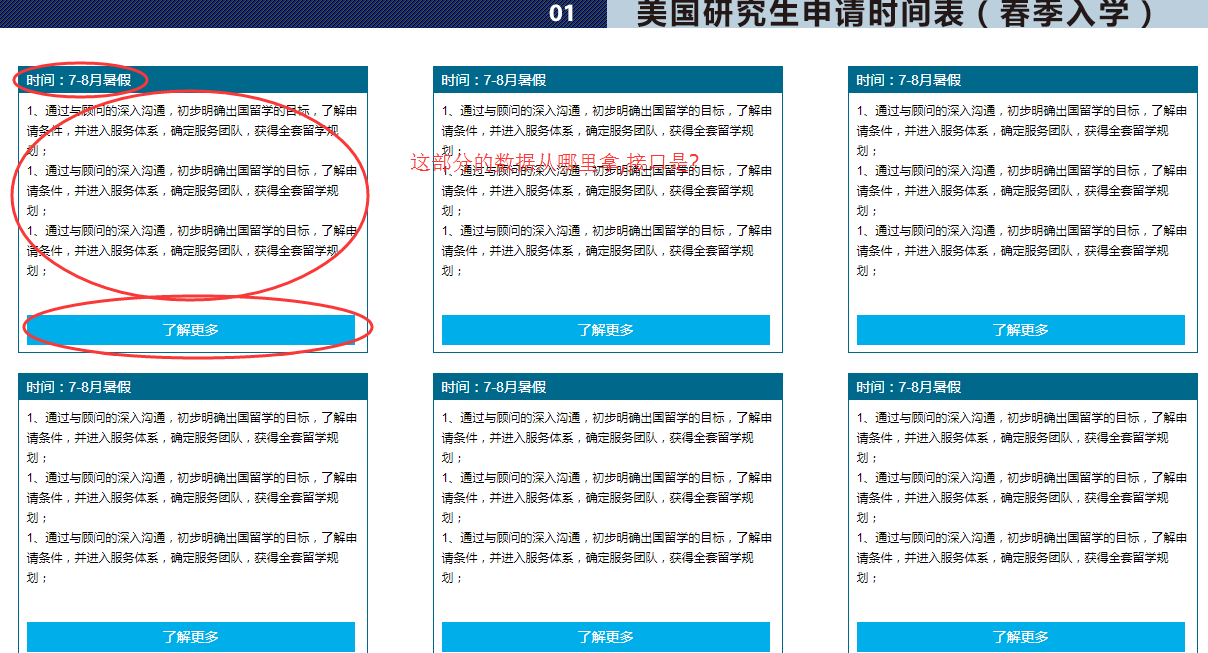 01
美国研究生申请时间表（春季入学）
时间：7-8月暑假
1、通过与顾问的深入沟通，初步明确出国留学的目标，了解申
请条件，并进入服务体系，确定服务团队，获得全套留学规
划；
1、通过与顾问的深入沟通，初步明确出国留学的目标，了解申
请条件，并进入服务体系，确定服务团队，获得全套留学规
划；
1、通过与顾问的深入沟通，初步明确出国留学的目标，了解申
请条件，并进入服务体系，确定服务团队，获得全套留学规
划；
了解更多
时间：7-8月暑假
1、通过与顾问的深入沟通，初步明确出国留学的目标，了解申
请条件，并进入服务体系，确定服务团队，获得全套留学规
划；
这部分的数据从哪里拿 接口是?
1、通过与顾问的深入沟通，初步明确出国留学的目标，了解申
请条件，并进入服务体系，确定服务团队，获得全套留学规
划；
1、通过与顾问的深入沟通，初步明确出国留学的目标，了解申
请条件，并进入服务体系，确定服务团队，获得全套留学规
划；
了解更多
时间：7-8月暑假
1、通过与顾问的深入沟通，初步明确出国留学的目标，了解申
请条件，并进入服务体系，确定服务团队，获得全套留学规
划；
1、通过与顾问的深入沟通，初步明确出国留学的目标，了解申
请条件，并进入服务体系，确定服务团队，获得全套留学规
划；
1、通过与顾问的深入沟通，初步明确出国留学的目标，了解申
请条件，并进入服务体系，确定服务团队，获得全套留学规
划；
了解更多
时间：7-8月暑假
1、通过与顾问的深入沟通，初步明确出国留学的目标，了解申
请条件，并进入服务体系，确定服务团队，获得全套留学规
划；
1、通过与顾问的深入沟通，初步明确出国留学的目标，了解申
请条件，并进入服务体系，确定服务团队，获得全套留学规
划；
1、通过与顾问的深入沟通，初步明确出国留学的目标，了解申
请条件，并进入服务体系，确定服务团队，获得全套留学规
划；
了解更多
时间：7-8月暑假
1、通过与顾问的深入沟通，初步明确出国留学的目标，了解申
请条件，并进入服务体系，确定服务团队，获得全套留学规
划；
1、通过与顾问的深入沟通，初步明确出国留学的目标，了解申
请条件，并进入服务体系，确定服务团队，获得全套留学规
划；
1、通过与顾问的深入沟通，初步明确出国留学的目标，了解申
请条件，并进入服务体系，确定服务团队，获得全套留学规
划；
了解更多
时间：7-8月暑假
1、通过与顾问的深入沟通，初步明确出国留学的目标，了解申
请条件，并进入服务体系，确定服务团队，获得全套留学规
划；
1、通过与顾问的深入沟通，初步明确出国留学的目标，了解申
请条件，并进入服务体系，确定服务团队，获得全套留学规
划；
1、通过与顾问的深入沟通，初步明确出国留学的目标，了解申
请条件，并进入服务体系，确定服务团队，获得全套留学规
划；
了解更多